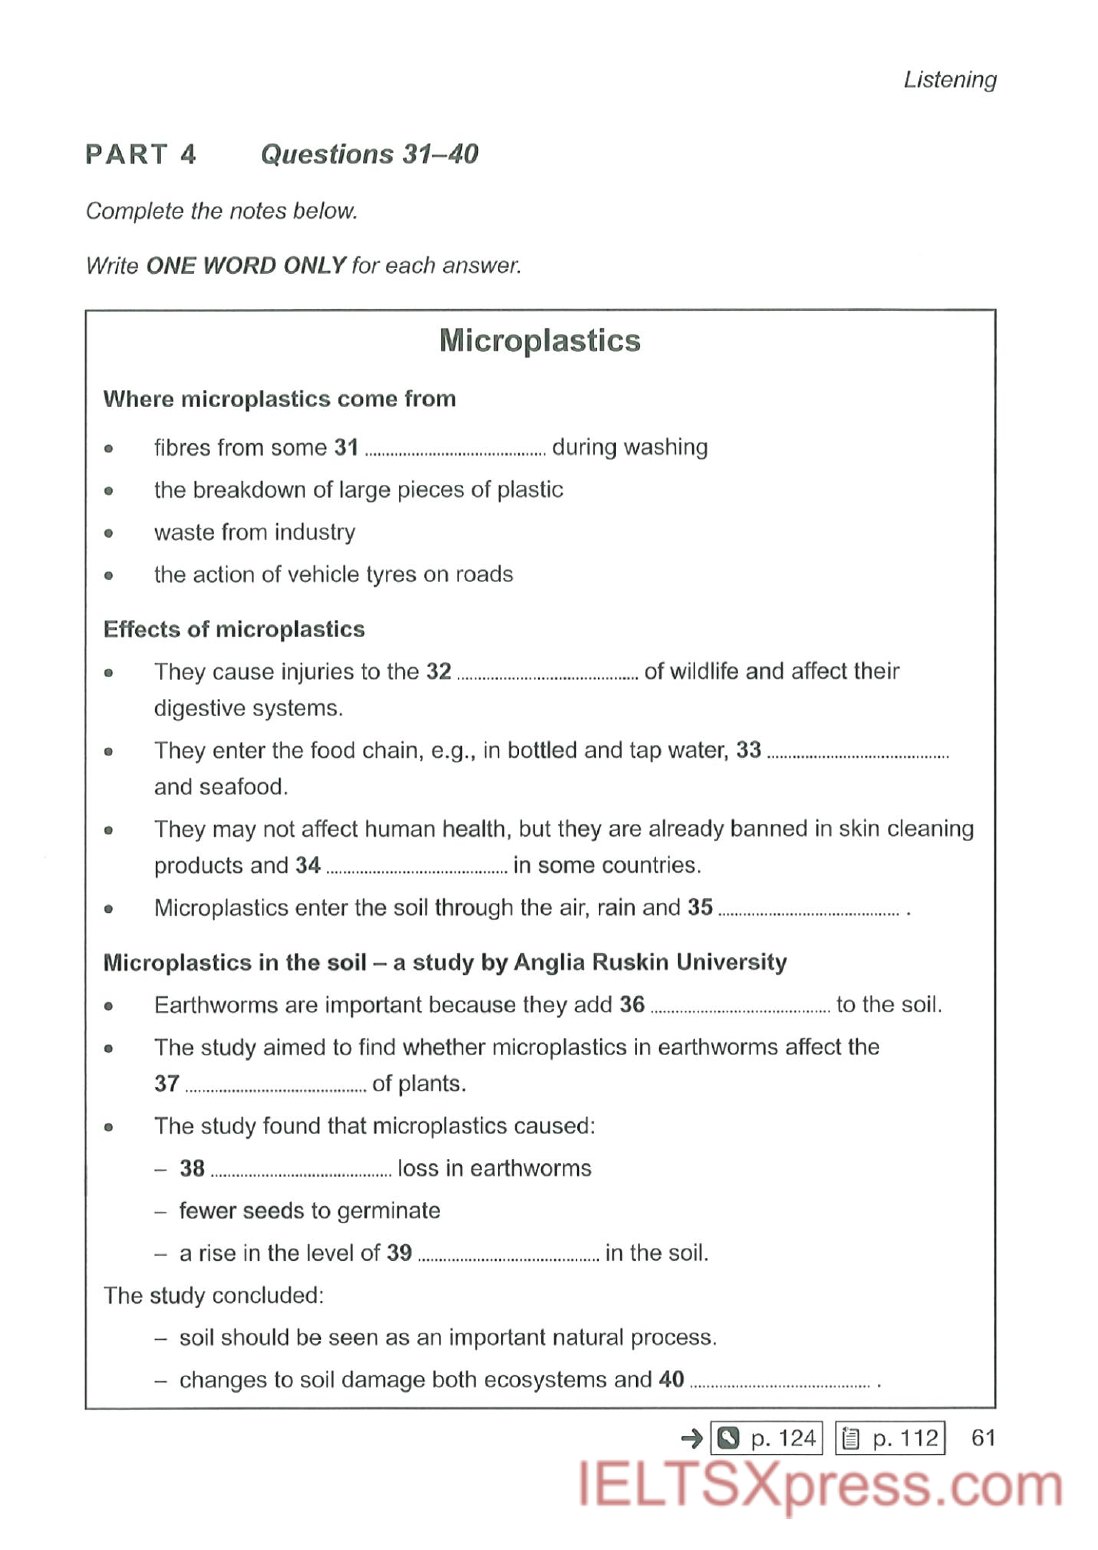 Listening
PART 4 Questions 31–40
Complete the notes below.
Write ONE WORD ONLY for each answer.
Microplastics
Where microplastics come from
• fibres from some 31 .......................................... during washing
• the breakdown of large pieces of plastic
• waste from industry
• the action of vehicle tyres on roads
Effects of microplastics
• They cause injuries to the 32 .......................................... of wildlife and affect their
digestive systems.
• They enter the food chain, e.g., in bottled and tap water, 33 ..........................................
and seafood.
• They may not affect human health, but they are already banned in skin cleaning
products and 34 .......................................... in some countries.
• Microplastics enter the soil through the air, rain and 35 .......................................... .
Microplastics in the soil – a study by Anglia Ruskin University
• Earthworms are important because they add 36 .......................................... to the soil.
• The study aimed to find whether microplastics in earthworms affect the
37 .......................................... of plants.
• The study found that microplastics caused:
– 38 .......................................... loss in earthworms
– fewer seeds to germinate
– a rise in the level of 39 .......................................... in the soil.
The study concluded:
– soil should be seen as an important natural process.
– changes to soil damage both ecosystems and 40 .......................................... .
→ p. 124 p. 112 61
IELTSXpress.com